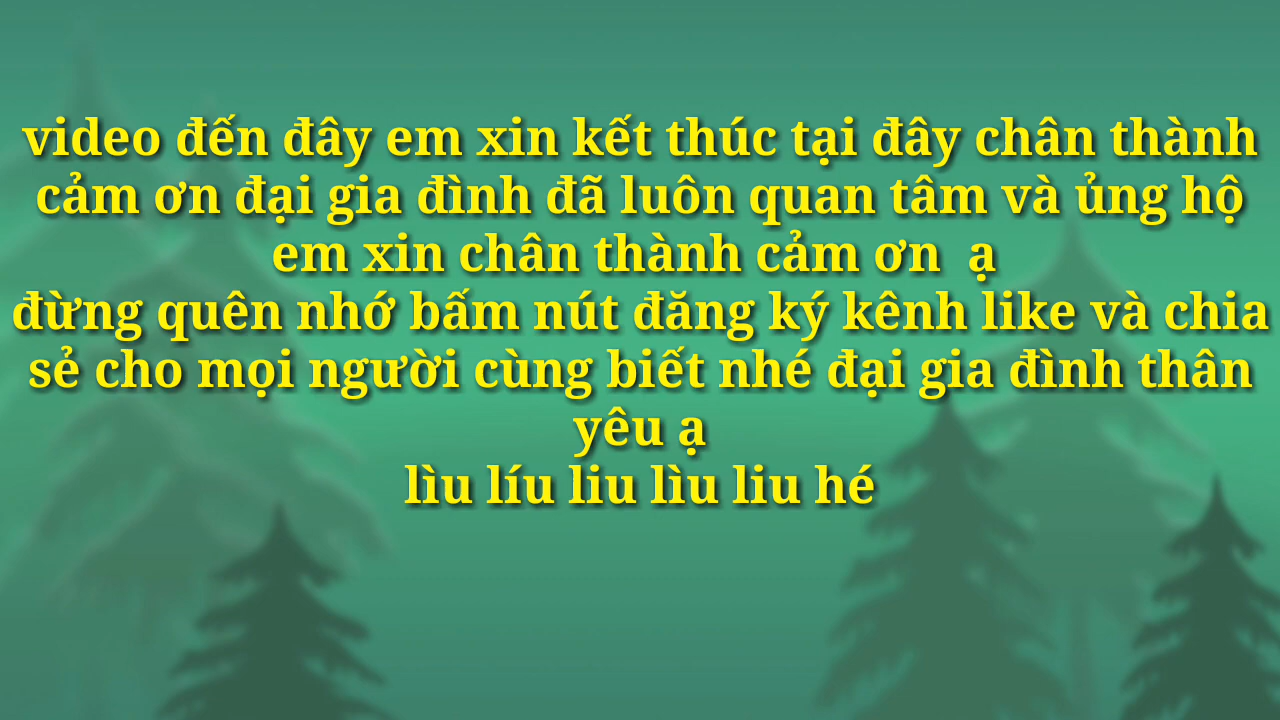 video đến đây em xin kết thúc tại đây chân thành
cảm ơn đại gia đình đã luôn quan tâm và ủng hộ
em xin chân thành cảm ơn  ạ
đừng quên nhớ bấm nút đăng ký kênh like và chia
sẻ cho mọi người cùng biết nhé đại gia đình thân
yêu ạ
lìu líu liu lìu liu hé